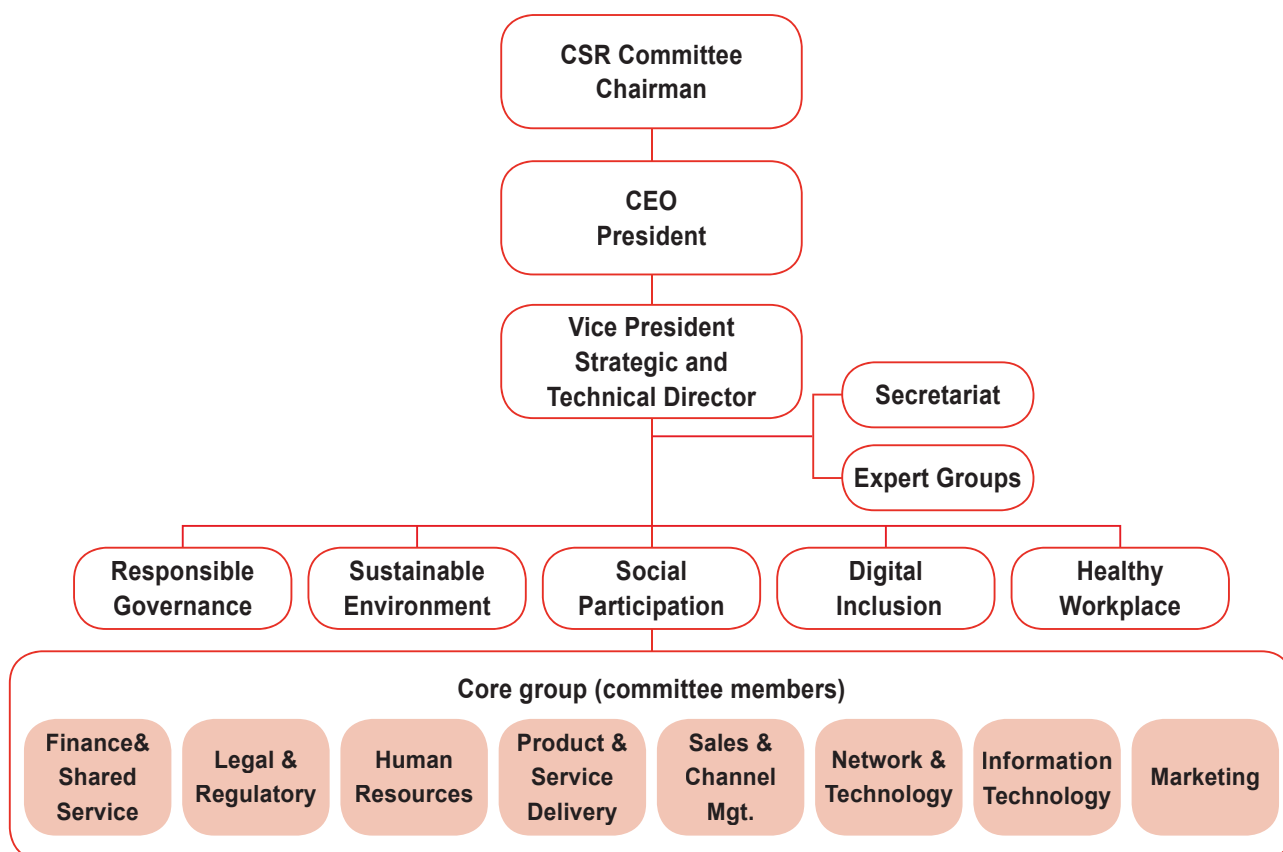 CSR Committee
Chairman
CEO
President
Vice President
Strategic and
Technical Director
Secretariat
Expert Groups
Responsible
Governance
Sustainable
Environment
Social
Participation
Digital
Inclusion
Healthy
Workplace
Core group (committee members)
Finance&
Shared
Service
Legal &
Regulatory
Human
Resources
Product &
Service
Delivery
Sales &
Channel
Mgt.
Network &
Technology
Information
Technology
Marketing